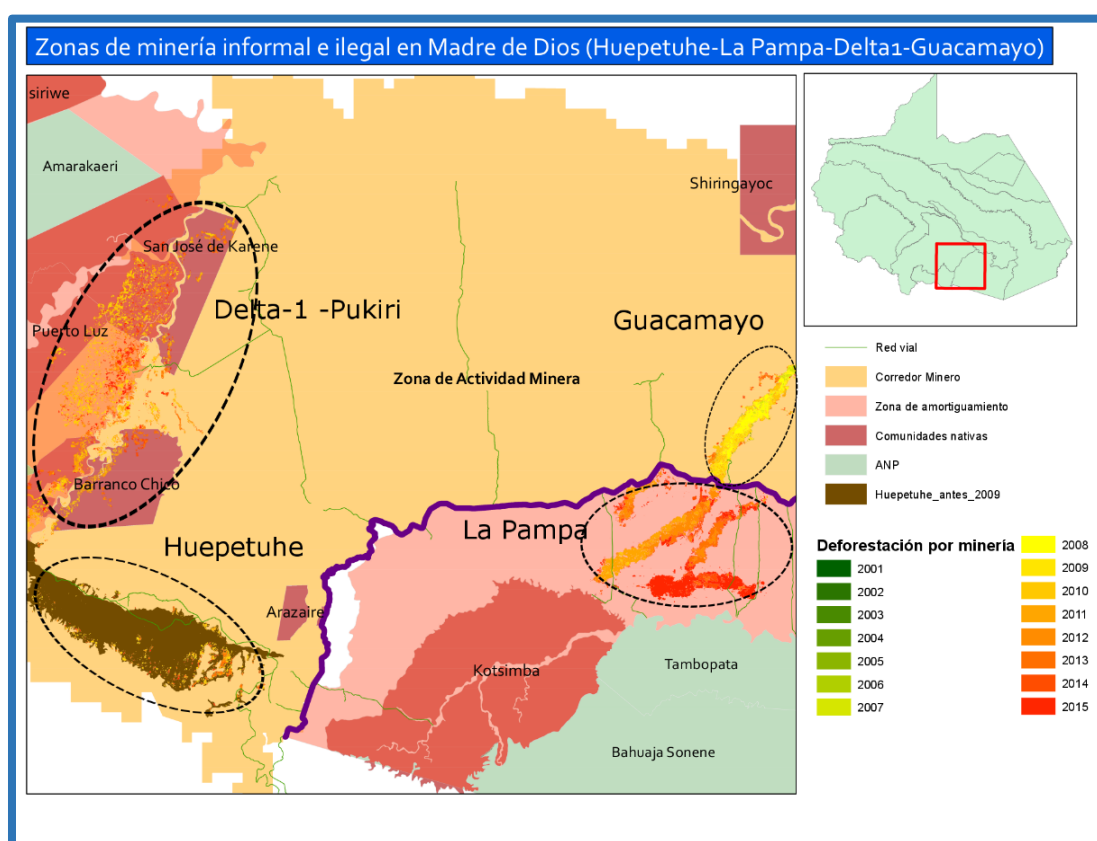 Zonas de minería informal e ilegal en Madre de Dios (Huepetuhe-La Pampa-Delta1-Guacamayo)
siriwe
Amarakaeri
Shiringayoc
San José de Karene
Delta-1 -Pukiri
Guacamayo
Puerto Luz
Zona de Actividad Minera
Barranco Chico
La Pampa
Huepetuhe
Arazaire
Kotsimba
Tambopata
Bahuaja Sonene
Red vial
Corredor Minero
Zona de amortiguamiento
Comunidades nativas
ANP
Huepetuhe_antes_2009
Deforestación por minería
2001
2002
2003
2004
2005
2006
2007
2008
2009
2010
2011
2012
2013
2014
2015